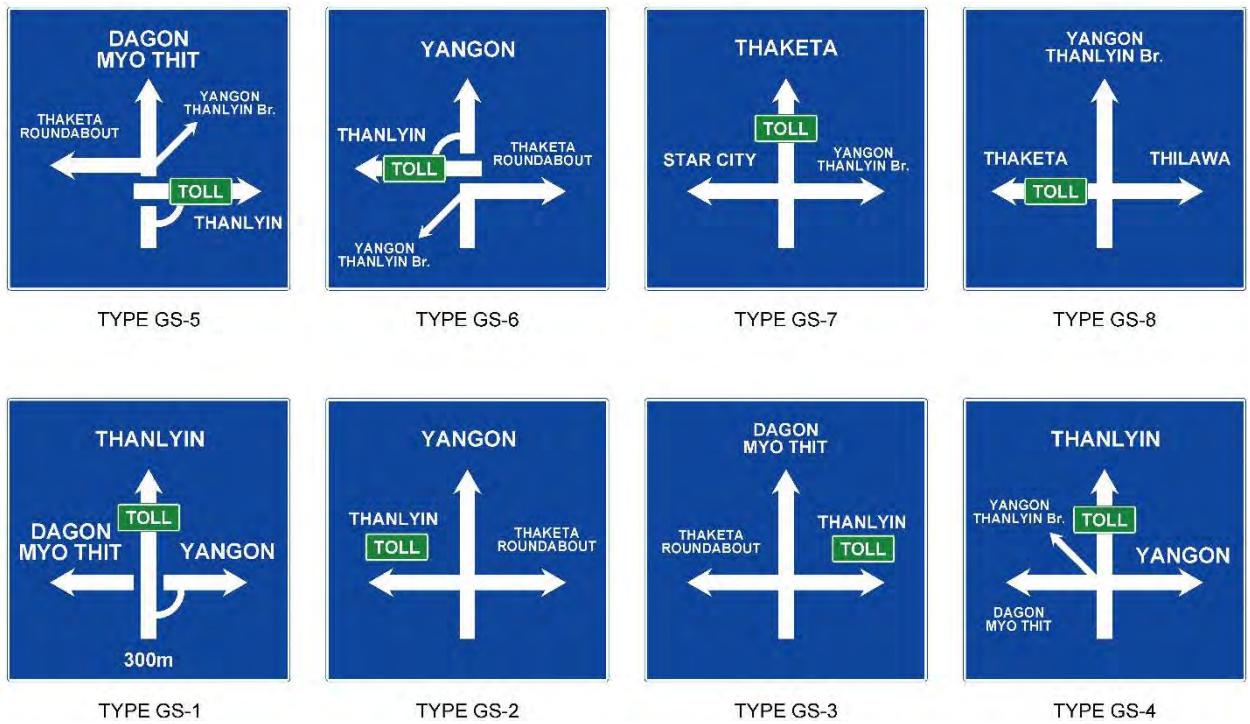 DAGON
MYO THIT
THAKETA
ROUNDABOUT
YANGON
THANLYIN Br.
TOLL
THANLYIN
TYPE GS-5
YANGON
THANLYIN
TOLL
THAKETA
ROUNDABOUT
YANGON
THANLYIN Br.
TYPE GS-6
THAKETA
TOLL
STAR CITY
YANGON
THANLYIN Br.
TYPE GS-7
YANGON
THANLYIN Br.
THAKETA
TOLL
THILAWA
TYPE GS-8
THANLYIN
TOLL
DAGON
MYO THIT
YANGON
300m
TYPE GS-1
YANGON
THANLYIN
TOLL
THAKETA
ROUNDABOUT
TYPE GS-2
DAGON
MYO THIT
THAKETA
ROUNDABOUT
THANLYIN
TOLL
TYPE GS-3
THANLYIN
YANGON
THANLYIN Br.
TOLL
YANGON
DAGON
MYO THIT
TYPE GS-4